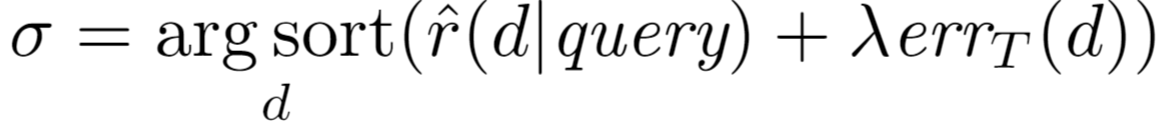 σ = arg sort(r̂(d|query) + λerr_T(d))
d